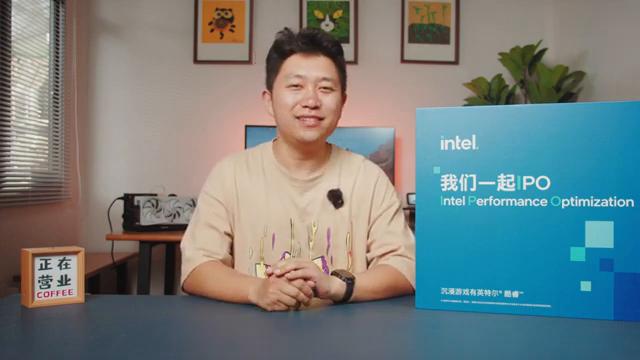 intel.
我们一起IPO
Intel Performance Optimization
沉浸游戏有英特尔® 酷睿™
正在
营业
COFFEE